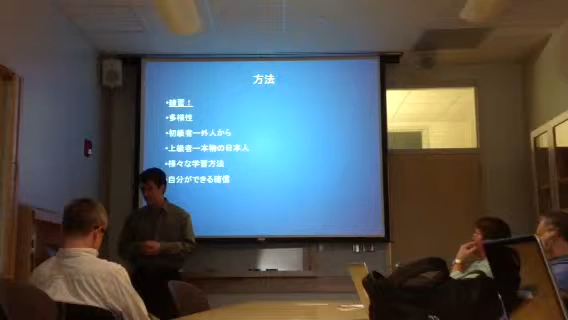 方法
•練習！
•多様性
•初級者ー外人から
•上級者ー本物の日本人
•様々な学習方法
•自分ができる確信